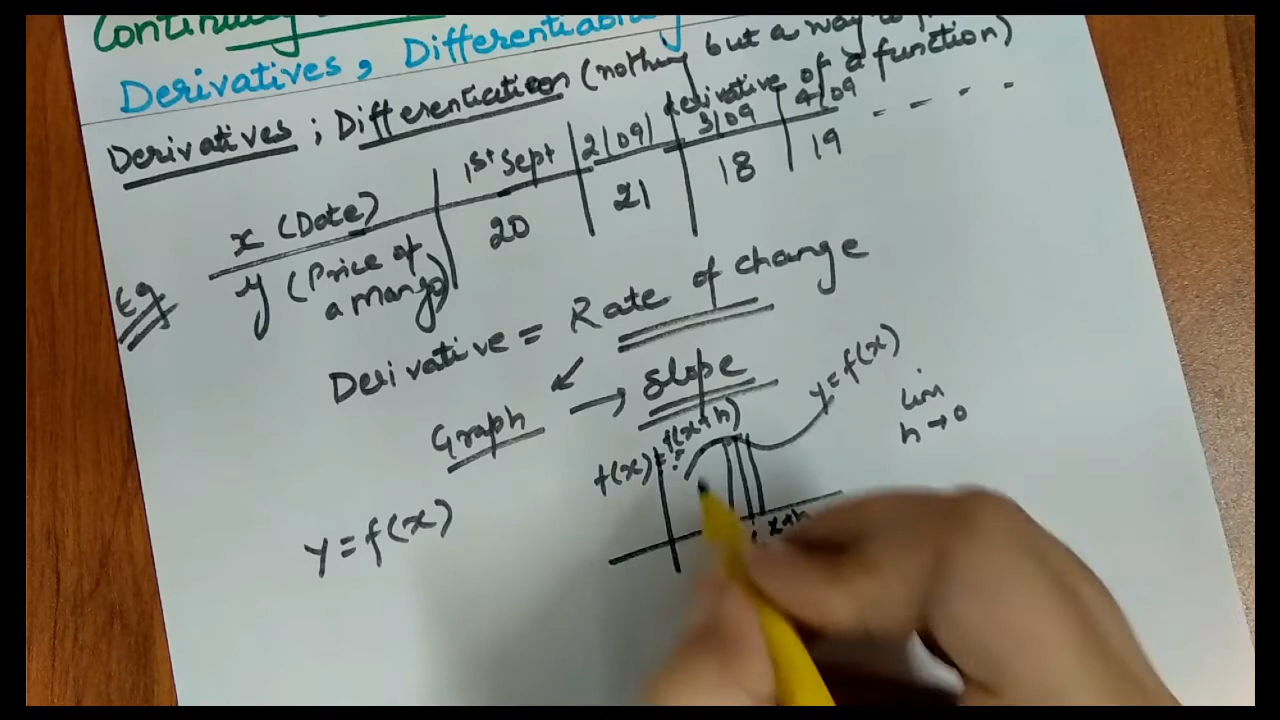 Continuity
Derivatives, Differentiability
Derivatives ; Differentiation (nothing but a way to
derivative of a function)
Eg
x (Date) 1st Sept 2/09 3/09 4/09 - - - -
y (Price of a Mango) 20 21 18 19
Derivative = Rate of change
Graph → Slope
y = f(x)
f(x) f(x+h)
lim
h→0
x+h
y = f(x)